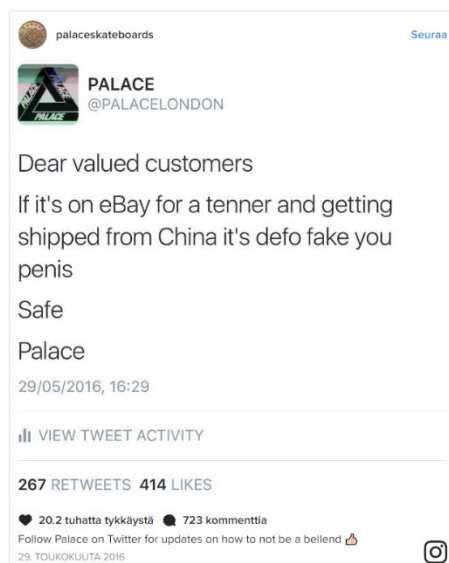 palaceskateboards
Seuraa
PALACE
@PALACELONDON
PALACE
PALACE
PALACE
Dear valued customers
If it's on eBay for a tenner and getting
shipped from China it's defo fake you
penis
Safe
Palace
29/05/2016, 16:29
VIEW TWEET ACTIVITY
267 RETWEETS 414 LIKES
20.2 tuhatta tykkäystä 723 kommenttia
Follow Palace on Twitter for updates on how to not be a bellend 👍🏼
29. TOUKOKUUTA 2016